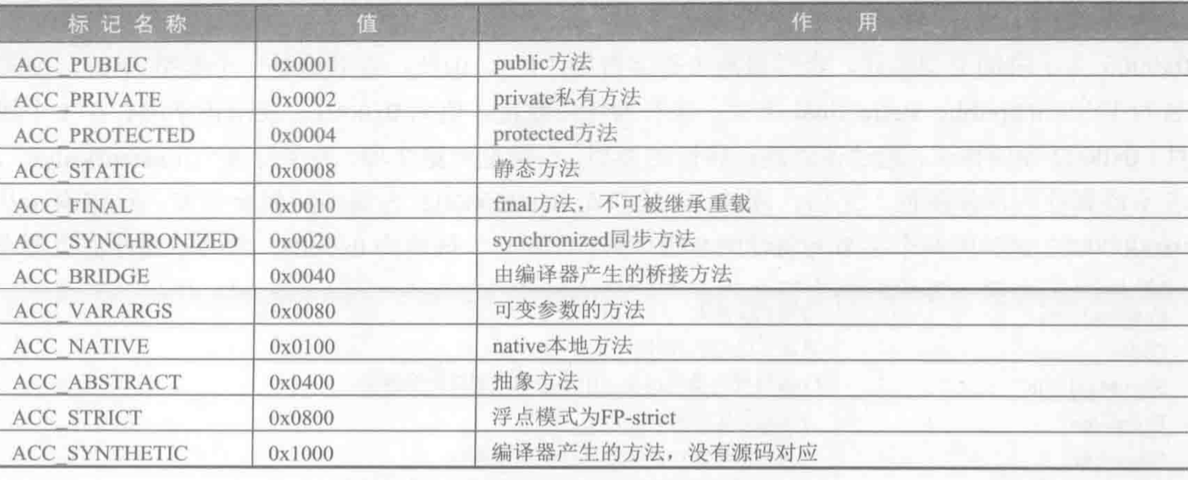 标记名称 值 作用
ACC_PUBLIC 0x0001 public方法
ACC_PRIVATE 0x0002 private私有方法
ACC_PROTECTED 0x0004 protected方法
ACC_STATIC 0x0008 静态方法
ACC_FINAL 0x0010 final方法，不可被继承重载
ACC_SYNCHRONIZED 0x0020 synchronized同步方法
ACC_BRIDGE 0x0040 由编译器产生的桥接方法
ACC_VARARGS 0x0080 可变参数的方法
ACC_NATIVE 0x0100 native本地方法
ACC_ABSTRACT 0x0400 抽象方法
ACC_STRICT 0x0800 浮点模式为FP-strict
ACC_SYNTHETIC 0x1000 编译器产生的方法，没有源码对应